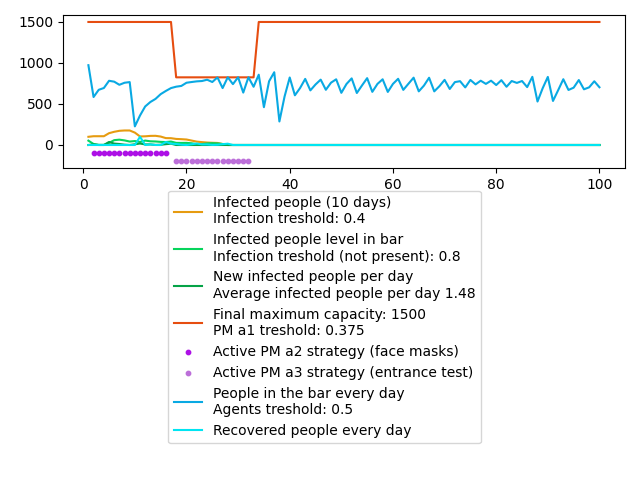 1500
1000
500
0
0 20 40 60 80 100
Infected people (10 days)
Infection treshold: 0.4
Infected people level in bar
Infection treshold (not present): 0.8
New infected people per day
Average infected people per day 1.48
Final maximum capacity: 1500
PM a1 treshold: 0.375
Active PM a2 strategy (face masks)
Active PM a3 strategy (entrance test)
People in the bar every day
Agents treshold: 0.5
Recovered people every day